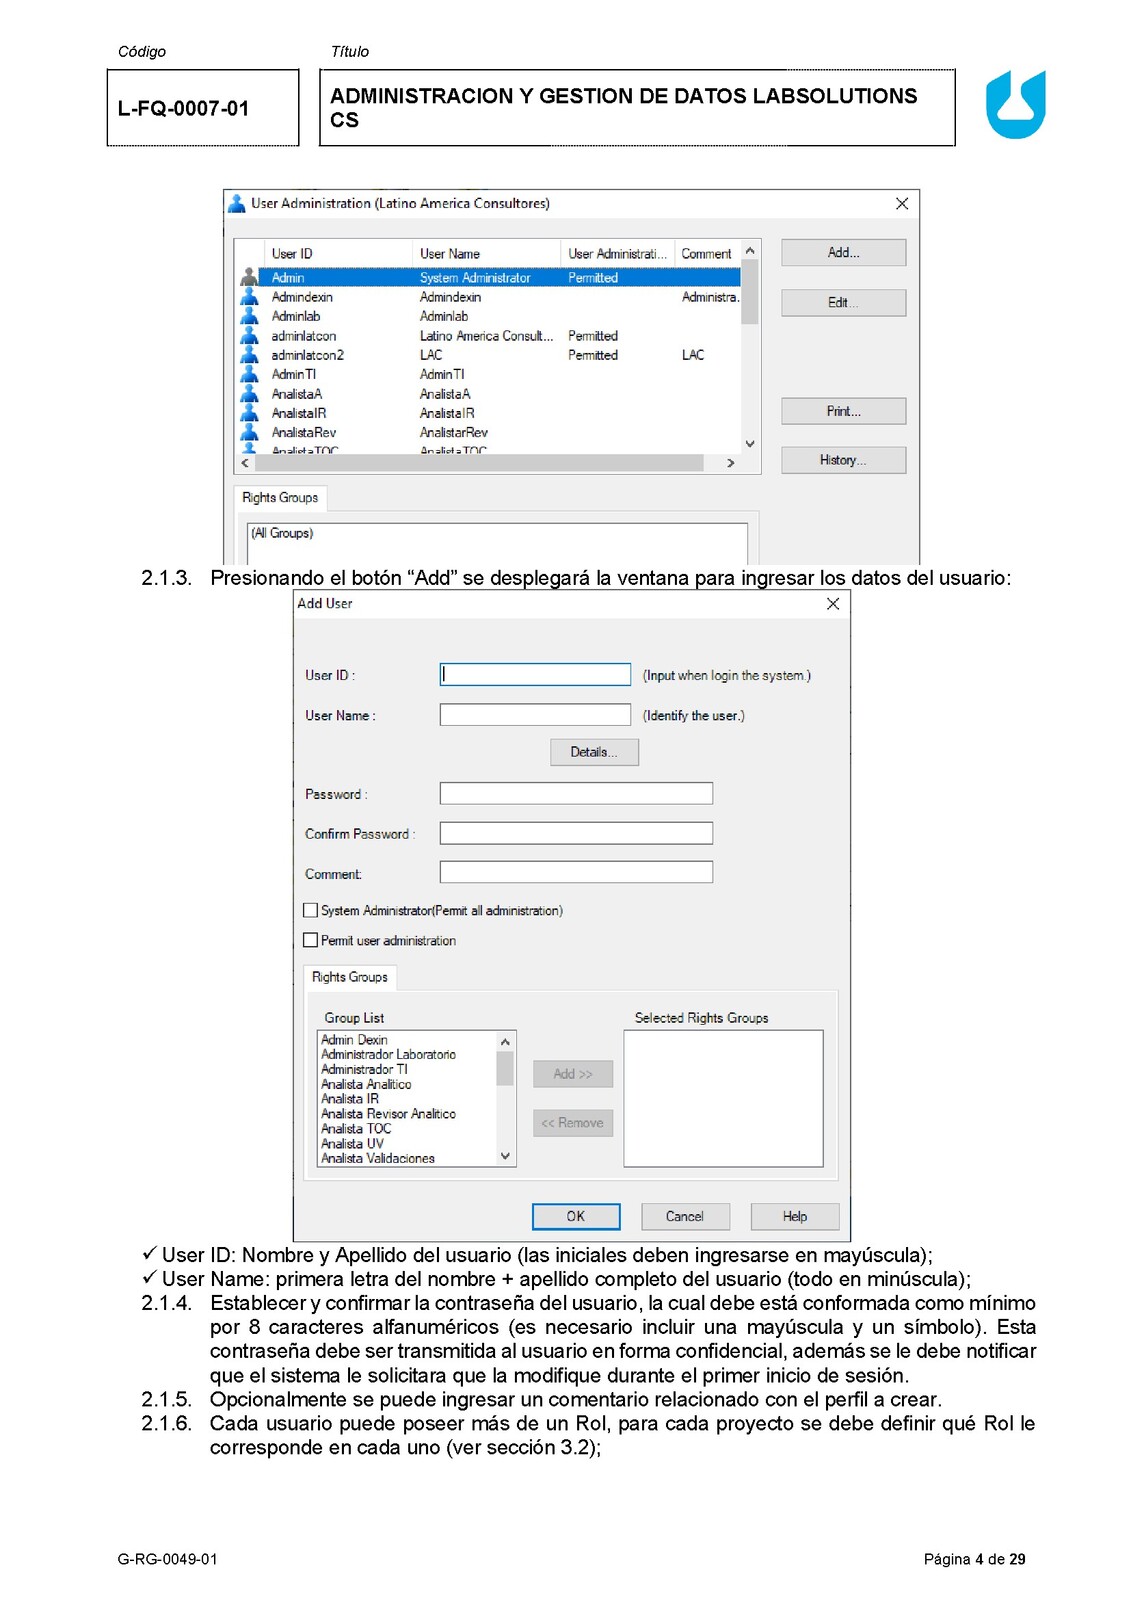 Código
Título
L-FQ-0007-01
ADMINISTRACION Y GESTION DE DATOS LABSOLUTIONS
CS
User Administration (Latino America Consultores)
User ID User Name User Administrati... Comment
Admin System Administrator Permitted
Admindexin Admindexin Administra.
Adminlab Adminlab
adminlatcon Latino America Consult... Permitted
adminlatcon2 LAC Permitted LAC
AdminTI AdminTI
AnalistaA AnalistaA
AnalistaIR AnalistaIR
AnalistaRev AnalistarRev
AnalistaTOC AnalistaTOC
Add...
Edit...
Print...
History...
Rights Groups
(All Groups)
2.1.3. Presionando el botón “Add” se desplegará la ventana para ingresar los datos del usuario:
Add User
User ID : (Input when login the system.)
User Name : (Identify the user.)
Details...
Password :
Confirm Password :
Comment:
System Administrator(Permit all administration)
Permit user administration
Rights Groups
Group List
Selected Rights Groups
Admin Dexin
Administrador Laboratorio
Administrador TI
Analista Analitico
Analista IR
Analista Revisor Analitico
Analista TOC
Analista UV
Analista Validaciones
Add >>
<< Remove
OK Cancel Help
✓ User ID: Nombre y Apellido del usuario (las iniciales deben ingresarse en mayúscula);
✓ User Name: primera letra del nombre + apellido completo del usuario (todo en minúscula);
2.1.4. Establecer y confirmar la contraseña del usuario, la cual debe está conformada como mínimo
por 8 caracteres alfanuméricos (es necesario incluir una mayúscula y un símbolo). Esta
contraseña debe ser transmitida al usuario en forma confidencial, además se le debe notificar
que el sistema le solicitara que la modifique durante el primer inicio de sesión.
2.1.5. Opcionalmente se puede ingresar un comentario relacionado con el perfil a crear.
2.1.6. Cada usuario puede poseer más de un Rol, para cada proyecto se debe definir qué Rol le
corresponde en cada uno (ver sección 3.2);
G-RG-0049-01
Página 4 de 29